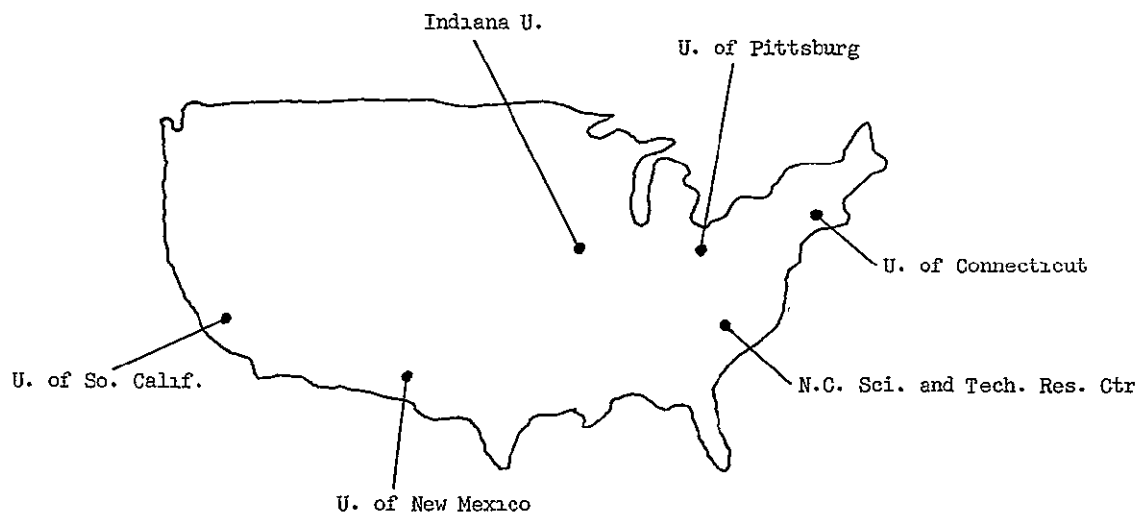 Indiana U.
U. of Pittsburg
U. of Connecticut
U. of So. Calif.
N.C. Sci. and Tech. Res. Ctr
U. of New Mexico